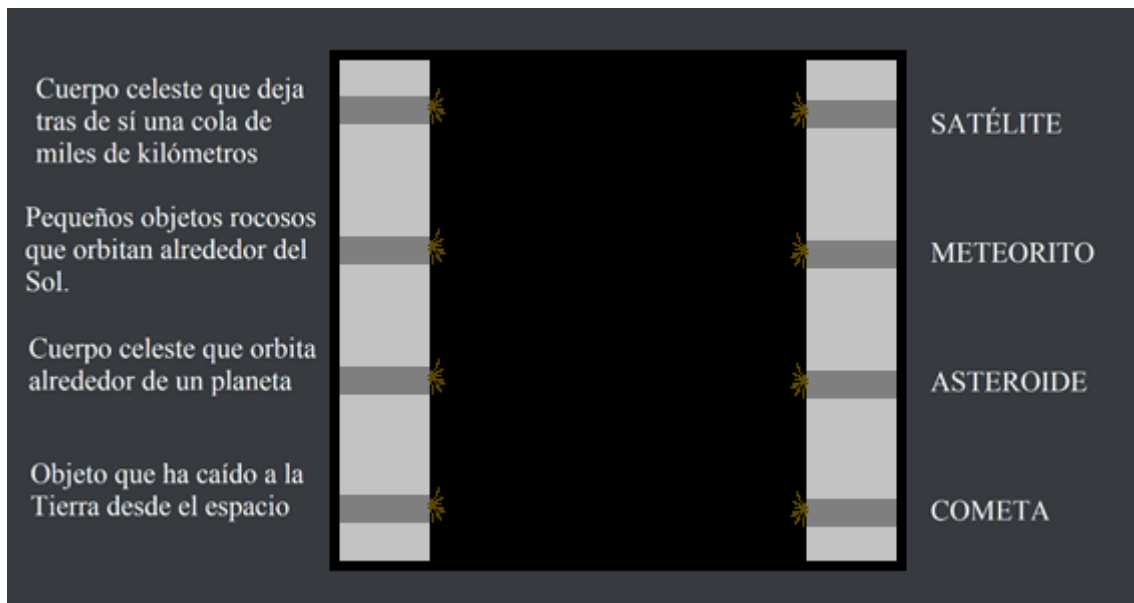 Cuerpo celeste que deja
tras de sí una cola de
miles de kilómetros
SATÉLITE
Pequeños objetos rocosos
que orbitan alrededor del
Sol.
METEORITO
Cuerpo celeste que orbita
alrededor de un planeta
ASTEROIDE
Objeto que ha caído a la
Tierra desde el espacio
COMETA